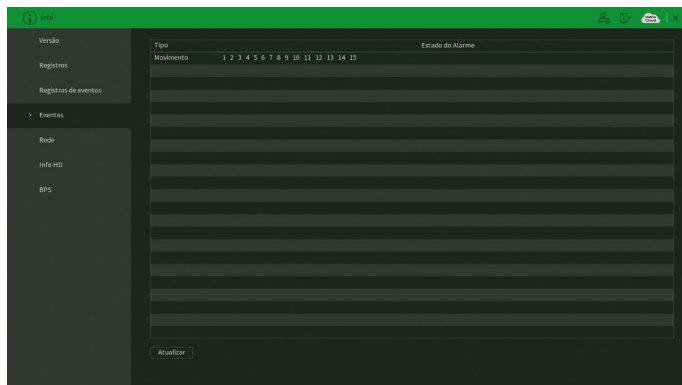 Info
Cloud
Versão
Registros
Registros de eventos
> Eventos
Rede
Info HD
BPS
Tipo Estado do Alarme
Movimento 1 2 3 4 5 6 7 8 9 10 11 12 13 14 15
Atualizar